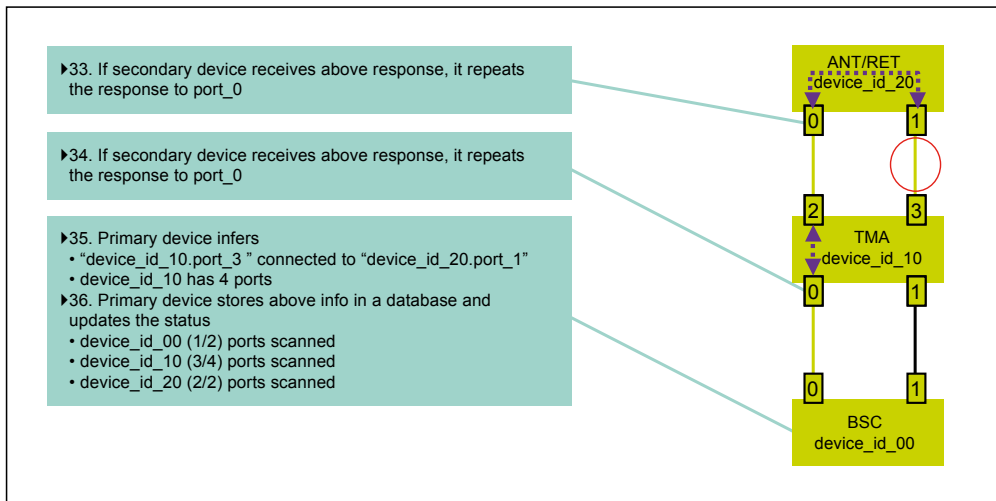 ▸33. If secondary device receives above response, it repeats
the response to port_0
▸34. If secondary device receives above response, it repeats
the response to port_0
▸35. Primary device infers
• “device_id_10.port_3 ” connected to “device_id_20.port_1”
• device_id_10 has 4 ports
▸36. Primary device stores above info in a database and
updates the status
• device_id_00 (1/2) ports scanned
• device_id_10 (3/4) ports scanned
• device_id_20 (2/2) ports scanned
ANT/RET
device_id_20
0 1
2 3
TMA
device_id_10
0 1
0 1
BSC
device_id_00